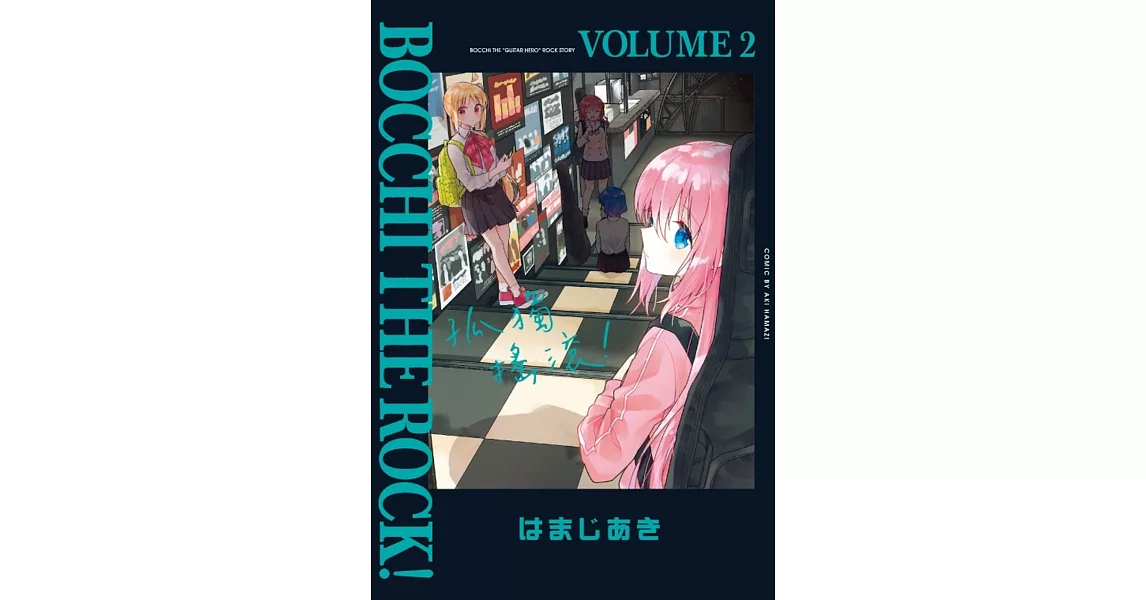 BOCCHI THE "GUITAR HERO" ROCK STORY
VOLUME 2
BOCCHI THE ROCK!
COMIC BY AKI HAMAZI
孤獨
搖滾!
はまじあき